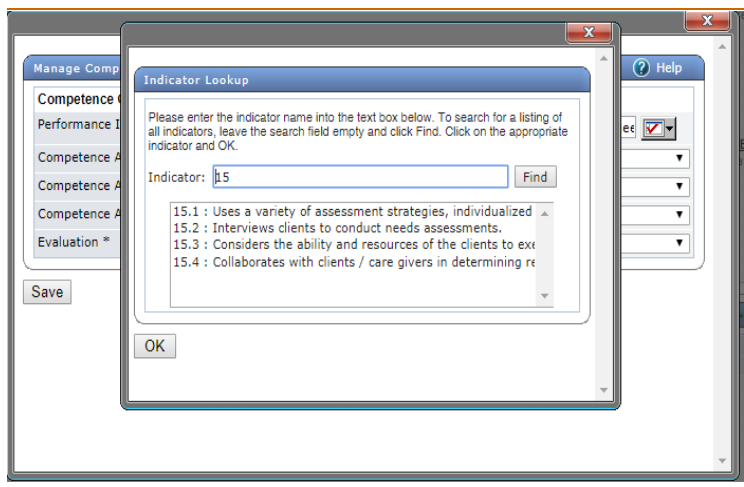 X
X
Manage Comp
Indicator Lookup
Help
Competence
Performance I
Please enter the indicator name into the text box below. To search for a listing of
all indicators, leave the search field empty and click Find. Click on the appropriate
indicator and OK.
Competence A
Indicator: 15 Find
Competence A
15.1 : Uses a variety of assessment strategies, individualized
Competence A
15.2 : Interviews clients to conduct needs assessments.
15.3 : Considers the ability and resources of the clients to exe
Evaluation *
15.4 : Collaborates with clients / care givers in determining re
Save
OK